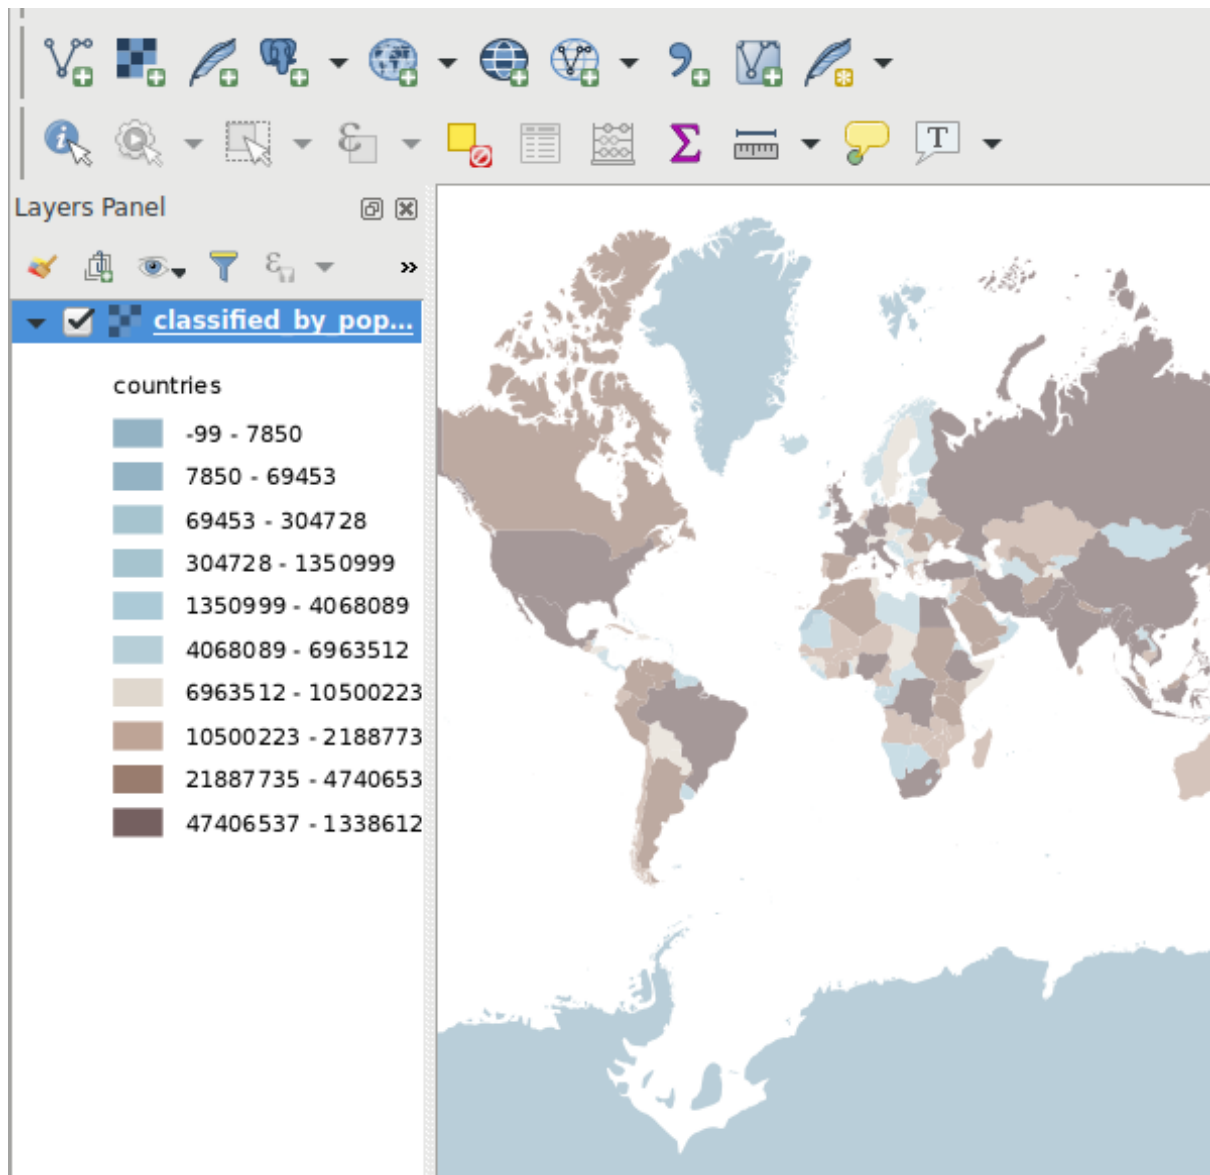 T
Layers Panel
classified_by_pop...
countries
-99 - 7850
7850 - 69453
69453 - 304728
304728 - 1350999
1350999 - 4068089
4068089 - 6963512
6963512 - 10500223
10500223 - 2188773
21887735 - 4740653
47406537 - 1338612